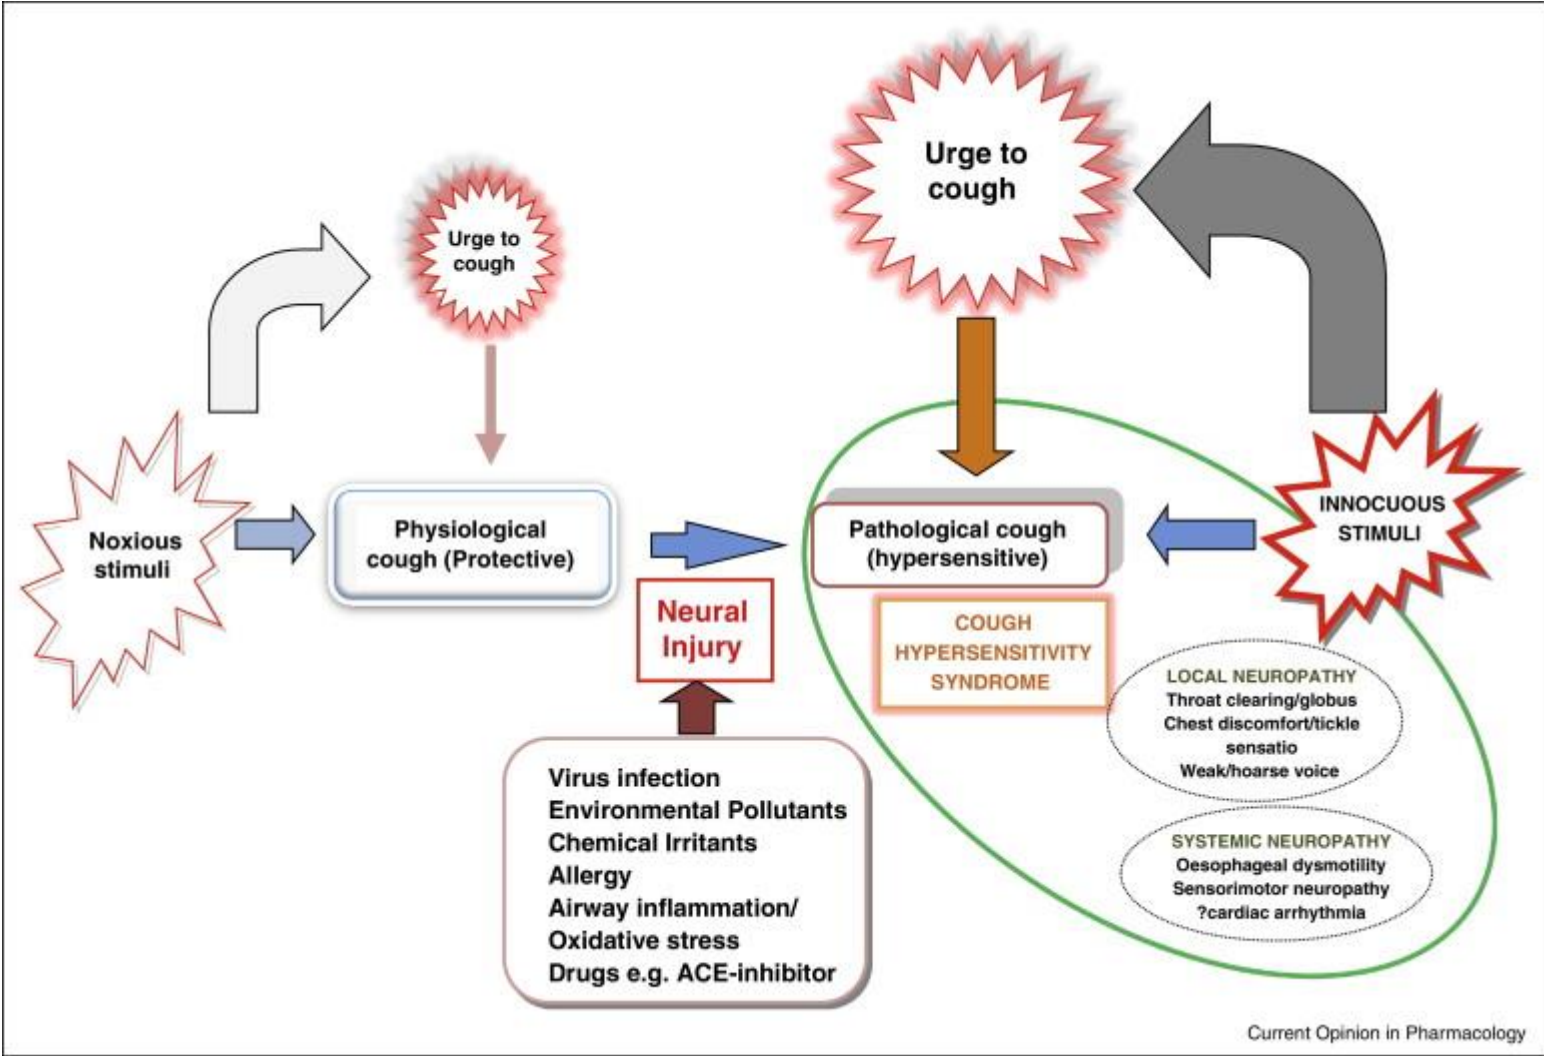 Urge to
cough
Urge to
cough
Noxious
stimuli
Physiological
cough (Protective)
Pathological cough
(hypersensitive)
INNOCUOUS
STIMULI
Neural
Injury
COUGH
HYPERSENSITIVITY
SYNDROME
LOCAL NEUROPATHY
Throat clearing/globus
Chest discomfort/tickle
sensatio
Weak/hoarse voice
Virus infection
Environmental Pollutants
Chemical Irritants
Allergy
Airway inflammation/
Oxidative stress
Drugs e.g. ACE-inhibitor
SYSTEMIC NEUROPATHY
Oesophageal dysmotility
Sensorimotor neuropathy
?cardiac arrhythmia
Current Opinion in Pharmacology